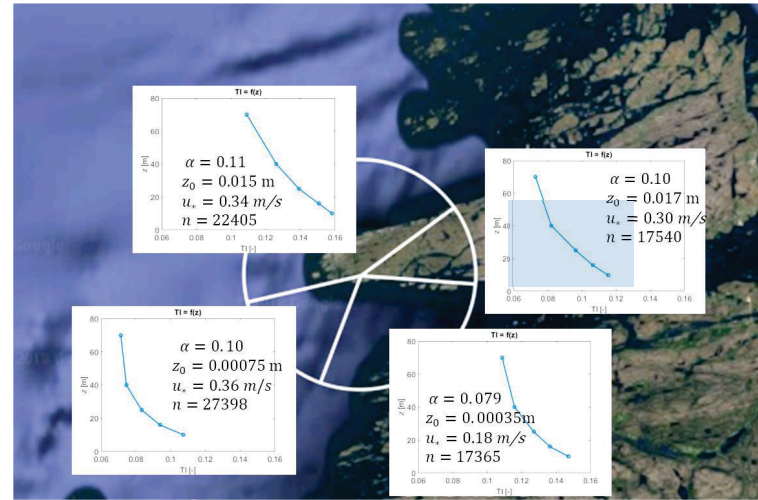 TI = f(z)
80
60
40
20
0
z [m]
α = 0.11
z₀ = 0.015 m
u* = 0.34 m/s
n = 22405
0.06 0.08 0.1 0.12 0.14 0.16
TI [-]
TI = f(z)
80
60
40
20
0
z [m]
α = 0.10
z₀ = 0.017 m
u* = 0.30 m/s
n = 17540
0.06 0.08 0.1 0.12 0.14 0.16
TI [-]
Google
TI = f(z)
80
60
40
20
0
z [m]
α = 0.10
z₀ = 0.00075 m
u* = 0.36 m/s
n = 27398
0.06 0.08 0.1 0.12 0.14 0.16
TI [-]
TI = f(z)
80
60
40
20
0
z [m]
α = 0.079
z₀ = 0.00035m
u* = 0.18 m/s
n = 17365
0.06 0.08 0.1 0.12 0.14 0.16
TI [-]